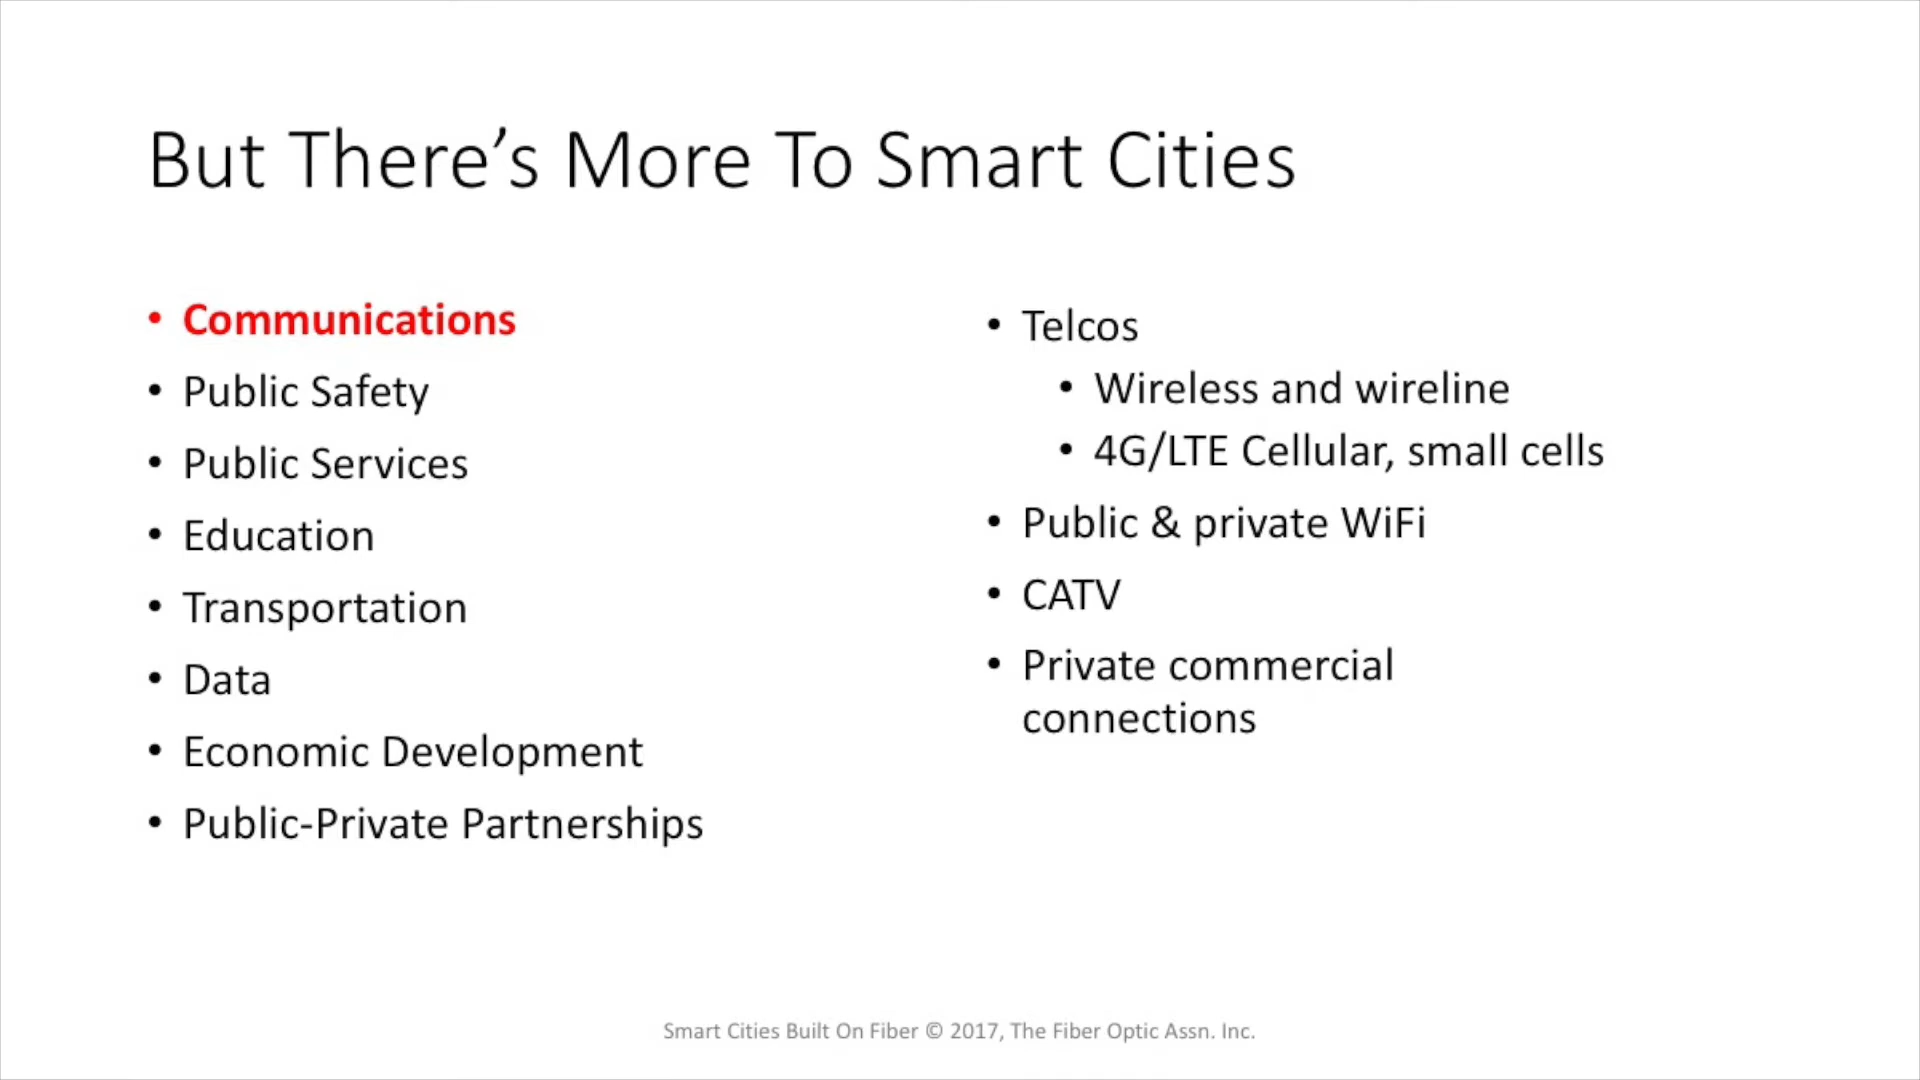 But There’s More To Smart Cities
• Communications
• Public Safety
• Public Services
• Education
• Transportation
• Data
• Economic Development
• Public-Private Partnerships
• Telcos
• Wireless and wireline
• 4G/LTE Cellular, small cells
• Public & private WiFi
• CATV
• Private commercial
connections
Smart Cities Built On Fiber © 2017, The Fiber Optic Assn. Inc.